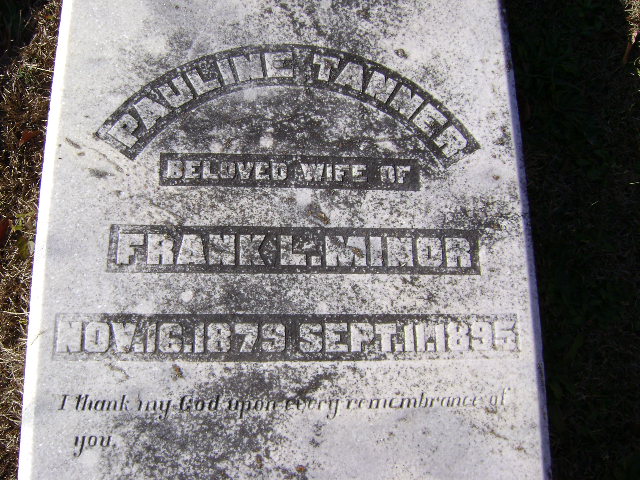 PAULINE TANNER
BELOVED WIFE OF
FRANK L. MINOR
NOV. 16. 1879 SEPT. 11. 1895
I thank my God upon every remembrance of
you.